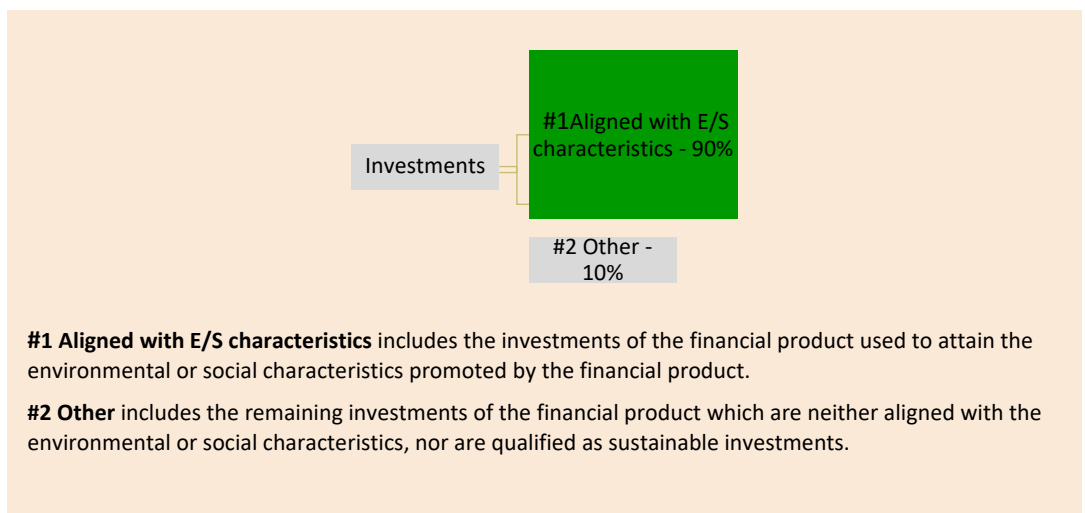 #1Aligned with E/S
characteristics - 90%
Investments
#2 Other -
10%
#1 Aligned with E/S characteristics includes the investments of the financial product used to attain the
environmental or social characteristics promoted by the financial product.
#2 Other includes the remaining investments of the financial product which are neither aligned with the
environmental or social characteristics, nor are qualified as sustainable investments.